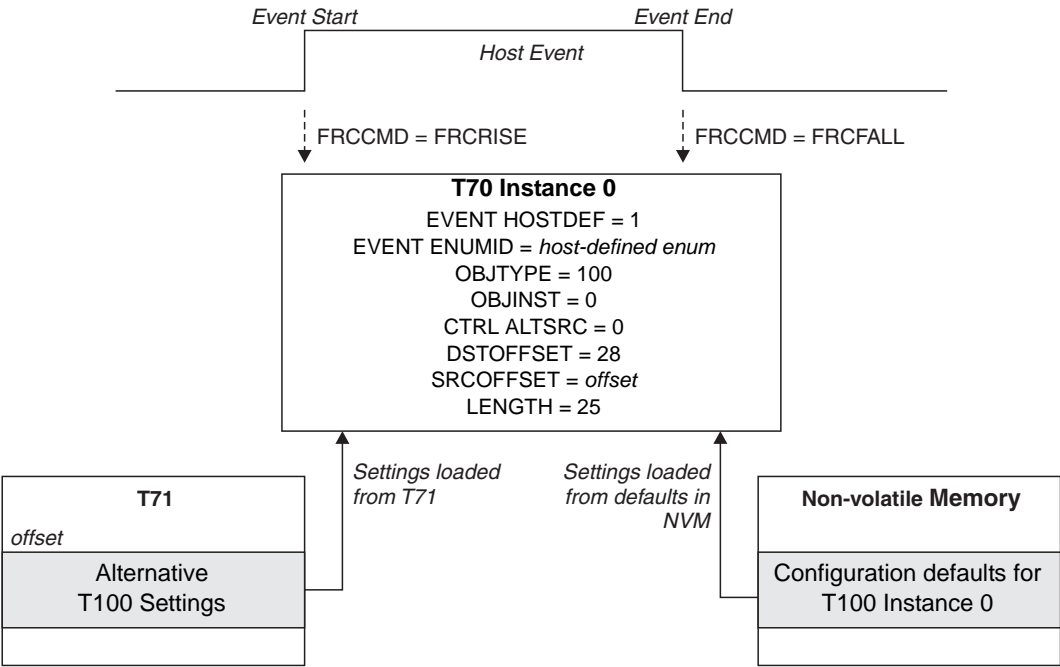 Event Start
Event End
Host Event
FRCCMD = FRCRISE
FRCCMD = FRCFALL
T70 Instance 0
EVENT HOSTDEF = 1
EVENT ENUMID = host-defined enum
OBJTYPE = 100
OBJINST = 0
CTRL ALTSRC = 0
DSTOFFSET = 28
SRCOFFSET = offset
LENGTH = 25
Settings loaded
from T71
Settings loaded
from defaults in
NVM
T71
offset
Alternative
T100 Settings
Non-volatile Memory
Configuration defaults for
T100 Instance 0